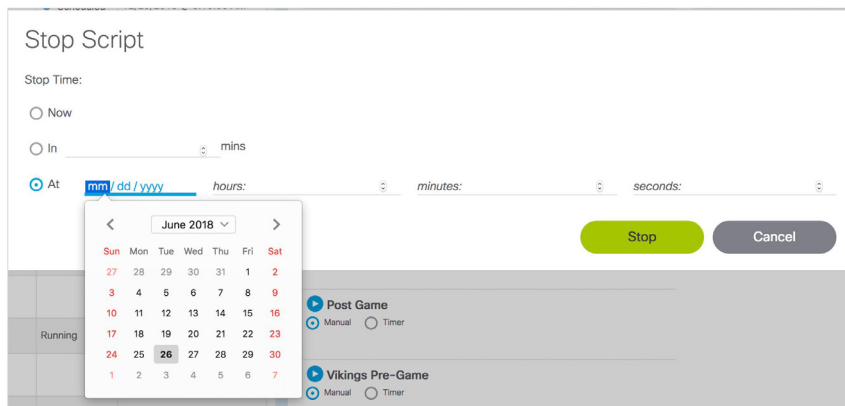 Stop Script
Stop Time:
Now
In mins
At mm/ dd / yyyy hours: minutes: seconds:
June 2018
Stop Cancel
Sun Mon Tue Wed Thu Fri Sat
27 28 29 30 31 1 2
3 4 5 6 7 8 9
10 11 12 13 14 15 16
17 18 19 20 21 22 23
24 25 26 27 28 29 30
1 2 3 4 5 6 7
Running
Post Game
Manual Timer
Vikings Pre-Game
Manual Timer